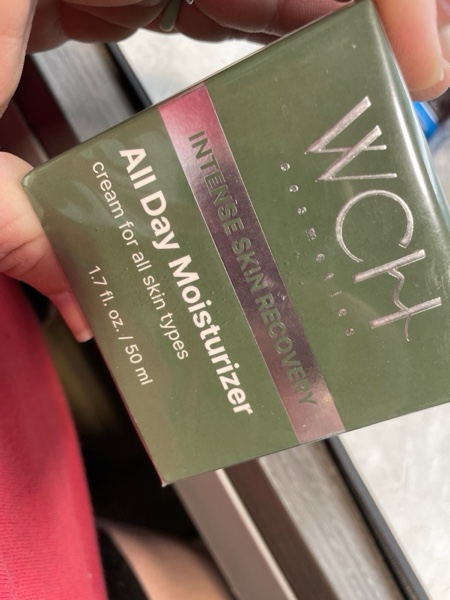 WCH
cosmetics
INTENSE SKIN RECOVERY
All Day Moisturizer
cream for all skin types
1.7 fl. oz. / 50 ml